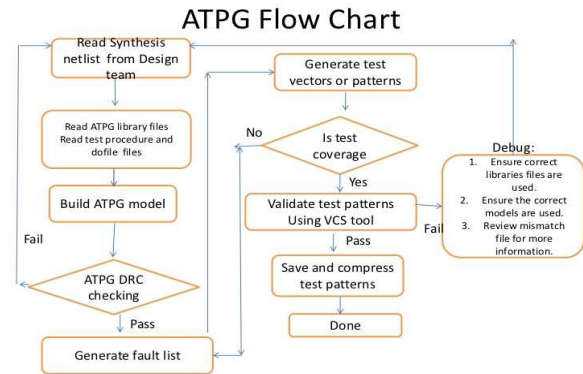 ATPG Flow Chart
Read Synthesis
netlist from Design
team
Read ATPG library files
Read test procedure and
dofile files
Build ATPG model
Fail
ATPG DRC
checking
Pass
Generate fault list
Generate test
vectors or patterns
No
Is test
coverage
Yes
Validate test patterns
Using VCS tool
Pass
Fail
Save and compress
test patterns
Done
Debug:
1. Ensure correct
libraries files are
used.
2. Ensure the correct
models are used.
3. Review mismatch
file for more
information.